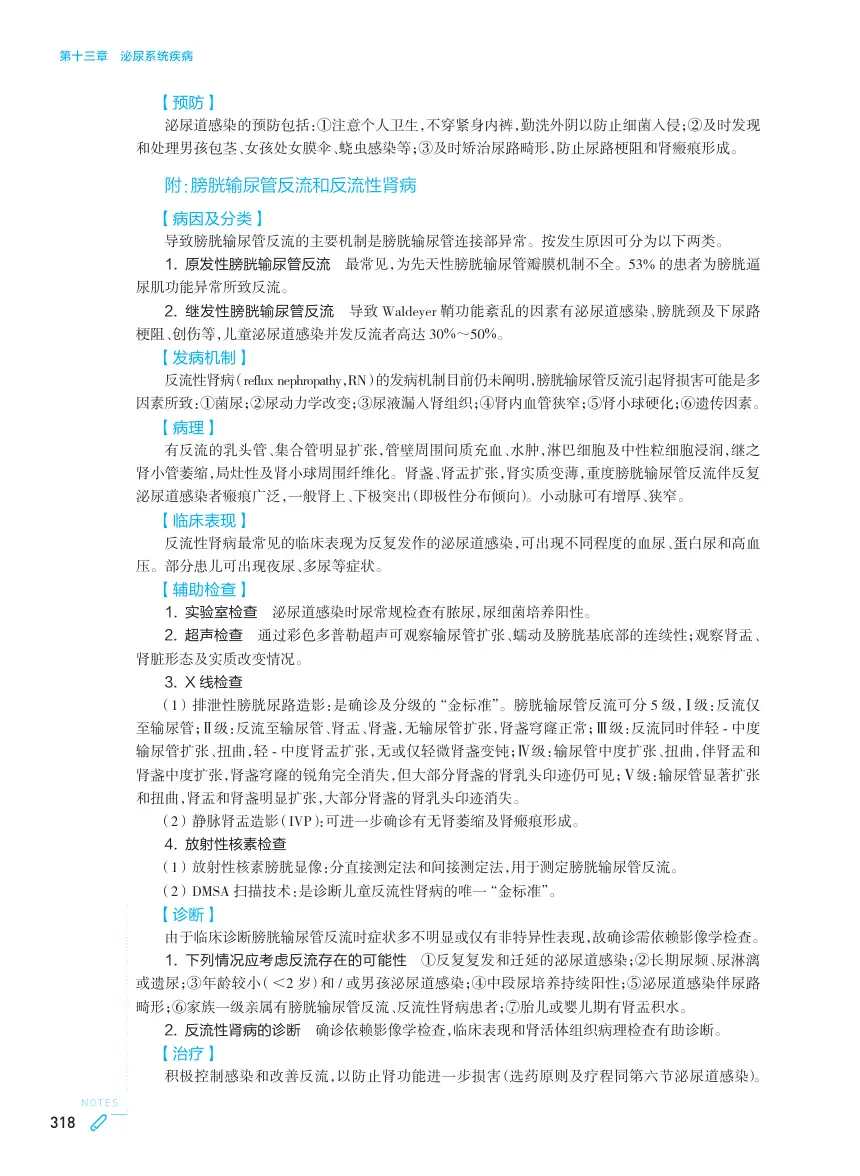 第十三章 泌尿系统疾病
【预防】
泌尿道感染的预防包括:①注意个人卫生,不穿紧身内裤,勤洗外阴以防止细菌入侵;②及时发现
和处理男孩包茎、女孩处女膜伞、蛲虫感染等;③及时矫治尿路畸形,防止尿路梗阻和肾瘢痕形成。
附:膀胱输尿管反流和反流性肾病
【病因及分类】
导致膀胱输尿管反流的主要机制是膀胱输尿管连接部异常。按发生原因可分为以下两类。
1. 原发性膀胱输尿管反流 最常见,为先天性膀胱输尿管瓣膜机制不全。53% 的患者为膀胱逼
尿肌功能异常所致反流。
2. 继发性膀胱输尿管反流 导致 Waldeyer 鞘功能紊乱的因素有泌尿道感染、膀胱颈及下尿路
梗阻、创伤等,儿童泌尿道感染并发反流者高达 30%～50%。
【发病机制】
反流性肾病(reflux nephropathy,RN)的发病机制目前仍未阐明,膀胱输尿管反流引起肾损害可能是多
因素所致:①菌尿;②尿动力学改变;③尿液漏入肾组织;④肾内血管狭窄;⑤肾小球硬化;⑥遗传因素。
【病理】
有反流的乳头管、集合管明显扩张,管壁周围间质充血、水肿,淋巴细胞及中性粒细胞浸润,继之
肾小管萎缩,局灶性及肾小球周围纤维化。肾盏、肾盂扩张,肾实质变薄,重度膀胱输尿管反流伴反复
泌尿道感染者瘢痕广泛,一般肾上、下极突出(即极性分布倾向)。小动脉可有增厚、狭窄。
【临床表现】
反流性肾病最常见的临床表现为反复发作的泌尿道感染,可出现不同程度的血尿、蛋白尿和高血
压。部分患儿可出现夜尿、多尿等症状。
【辅助检查】
1. 实验室检查 泌尿道感染时尿常规检查有脓尿,尿细菌培养阳性。
2. 超声检查 通过彩色多普勒超声可观察输尿管扩张、蠕动及膀胱基底部的连续性;观察肾盂、
肾脏形态及实质改变情况。
3. X 线检查
(1)排泄性膀胱尿路造影:是确诊及分级的“金标准”。膀胱输尿管反流可分 5 级,Ⅰ级:反流仅
至输尿管;Ⅱ级:反流至输尿管、肾盂、肾盏,无输尿管扩张,肾盏穹窿正常;Ⅲ级:反流同时伴轻 - 中度
输尿管扩张、扭曲,轻 - 中度肾盂扩张,无或仅轻微肾盏变钝;Ⅳ级:输尿管中度扩张、扭曲,伴肾盂和
肾盏中度扩张,肾盏穹窿的锐角完全消失,但大部分肾盏的肾乳头印迹仍可见;Ⅴ级:输尿管显著扩张
和扭曲,肾盂和肾盏明显扩张,大部分肾盏的肾乳头印迹消失。
(2)静脉肾盂造影(IVP):可进一步确诊有无肾萎缩及肾瘢痕形成。
4. 放射性核素检查
(1)放射性核素膀胱显像:分直接测定法和间接测定法,用于测定膀胱输尿管反流。
(2)DMSA 扫描技术:是诊断儿童反流性肾病的唯一“金标准”。
【诊断】
由于临床诊断膀胱输尿管反流时症状多不明显或仅有非特异性表现,故确诊需依赖影像学检查。
1. 下列情况应考虑反流存在的可能性 ①反复复发和迁延的泌尿道感染;②长期尿频、尿淋漓
或遗尿;③年龄较小(＜2 岁)和 / 或男孩泌尿道感染;④中段尿培养持续阳性;⑤泌尿道感染伴尿路
畸形;⑥家族一级亲属有膀胱输尿管反流、反流性肾病患者;⑦胎儿或婴儿期有肾盂积水。
2. 反流性肾病的诊断 确诊依赖影像学检查,临床表现和肾活体组织病理检查有助诊断。
【治疗】
积极控制感染和改善反流,以防止肾功能进一步损害(选药原则及疗程同第六节泌尿道感染)。
NOTES
318